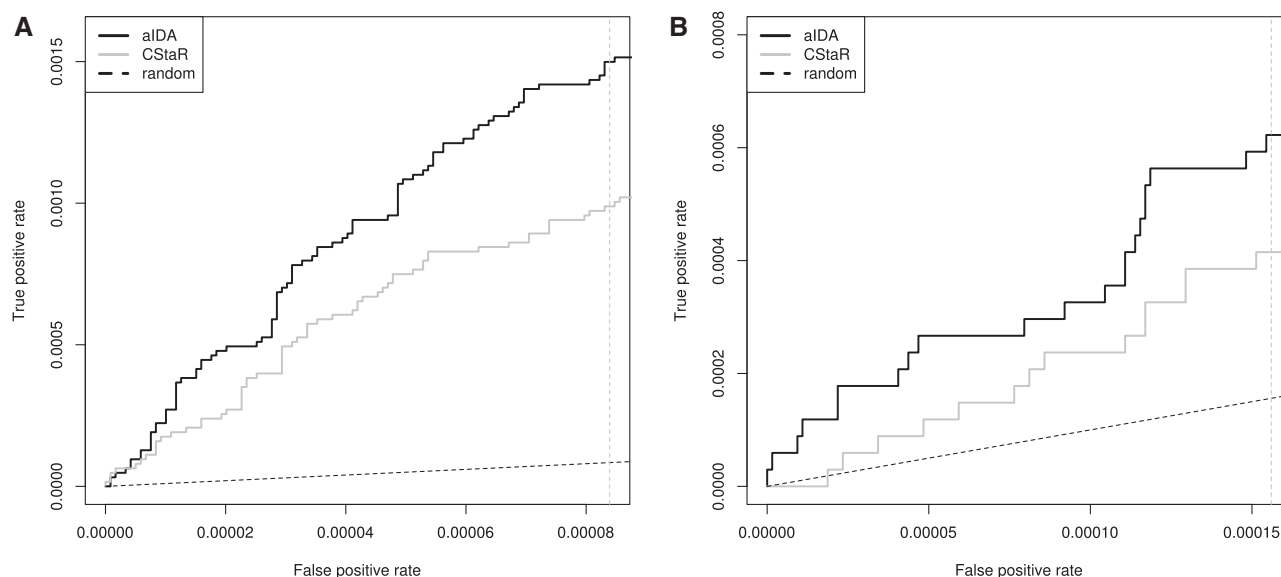 A
aIDA
CStaR
random
True positive rate
0.0015
0.0010
0.0005
0.0000
0.00000
0.00002
0.00004
0.00006
0.00008
False positive rate
B
aIDA
CStaR
random
True positive rate
0.0008
0.0006
0.0004
0.0002
0.0000
0.00000
0.00005
0.00010
0.00015
False positive rate